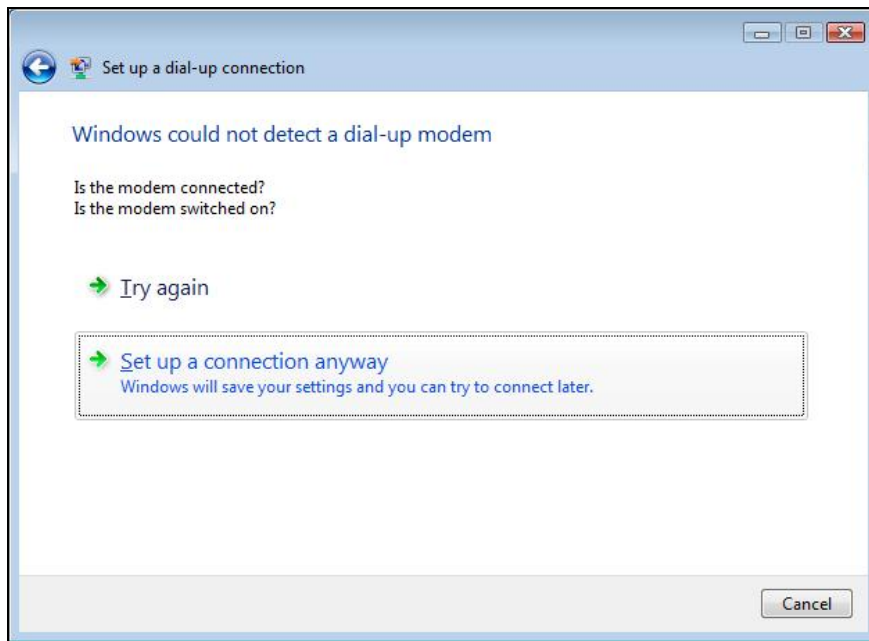 Set up a dial-up connection
Windows could not detect a dial-up modem
Is the modem connected?
Is the modem switched on?
Try again
Set up a connection anyway
Windows will save your settings and you can try to connect later.
Cancel